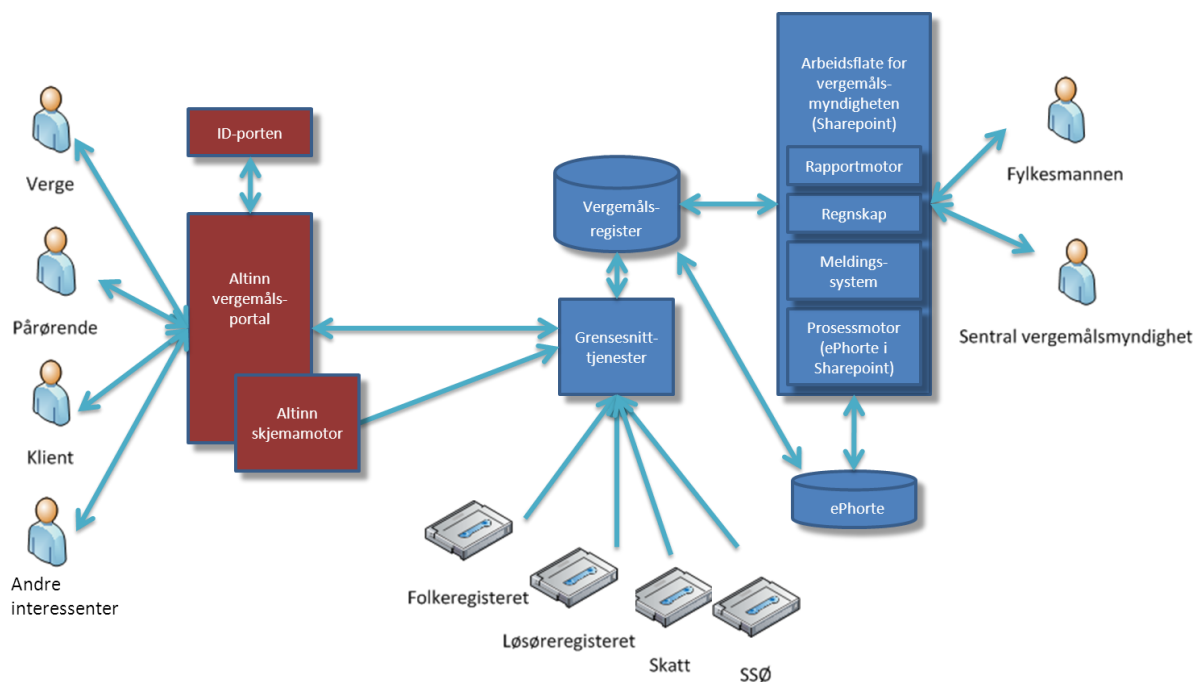 Verge
Pårørende
Klient
Andre
interessenter
ID-porten
Altinn
vergemåls-
portal
Altinn
skjemamotor
Vergemåls-
register
Grensesnitt-
tjenester
Folkeregisteret
Løsøreregisteret
Skatt
SSØ
Arbeidsflate for
vergemåls-
myndigheten
(Sharepoint)
Rapportmotor
Regnskap
Meldings-
system
Prosessmotor
(ePhorte i
Sharepoint)
ePhorte
Fylkesmannen
Sentral vergemålsmyndighet